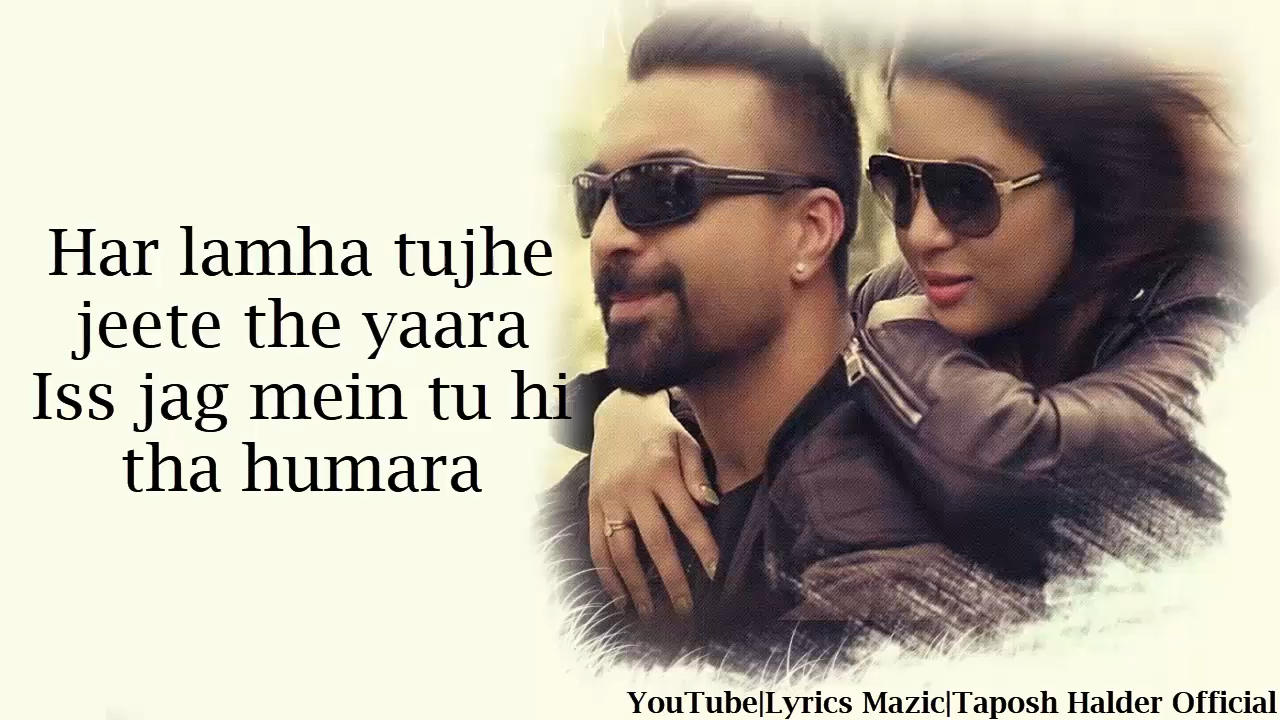 Har lamha tujhe
jeete the yaara
Iss jag mein tu hi
tha humara
YouTube|Lyrics Mazic|Taposh Halder Official